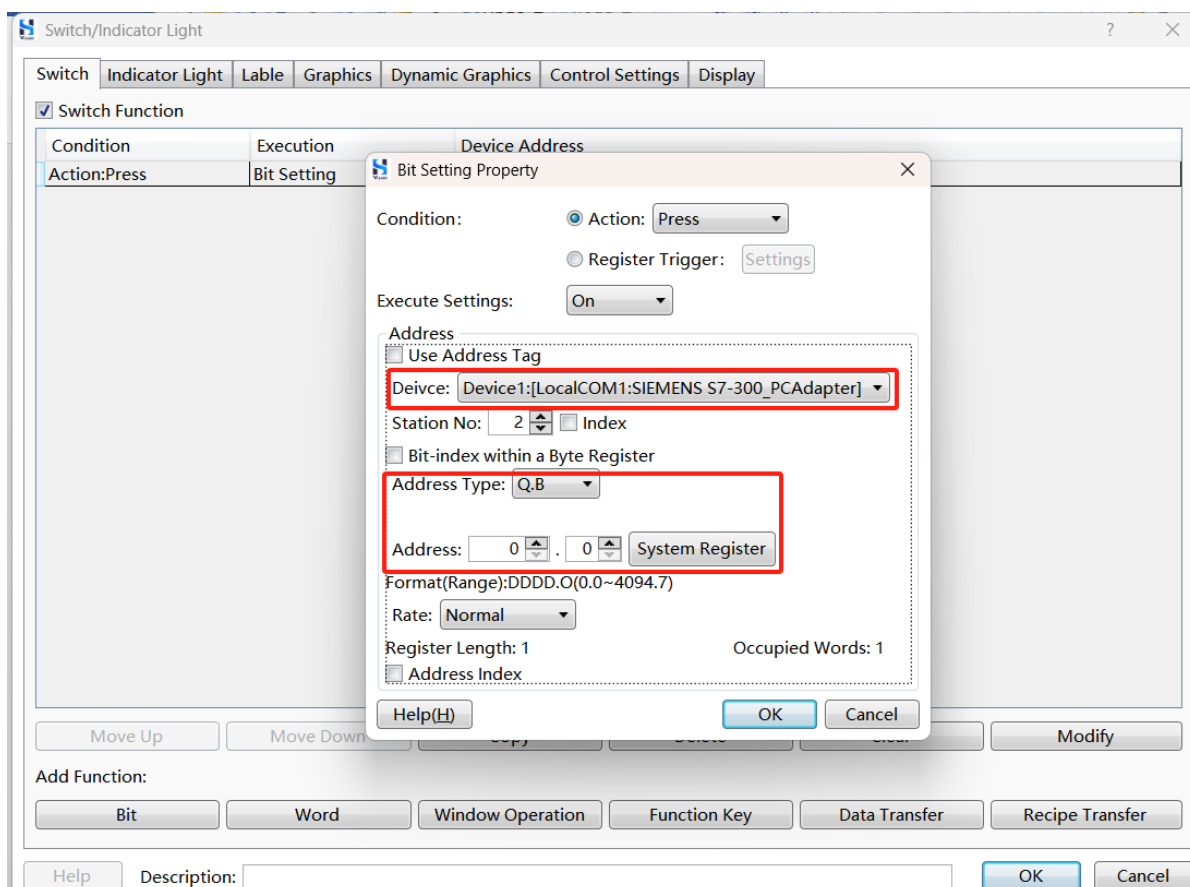 Switch/Indicator Light ?
Switch Indicator Light Lable Graphics Dynamic Graphics Control Settings Display
Switch Function
Condition Execution Device Address
Action:Press Bit Setting
Bit Setting Property
Condition: Action: Press
Register Trigger: Settings
Execute Settings: On
Address
Use Address Tag
Deivce: Device1:[LocalCOM1:SIEMENS S7-300_PCAdapter]
Station No: 2 Index
Bit-index within a Byte Register
Address Type: Q.B
Address: 0 . 0 System Register
Format(Range):DDDD.O(0.0~4094.7)
Rate: Normal
Register Length: 1 Occupied Words: 1
Address Index
Help(H) OK Cancel
Move Up Move Down Copy Delete Clear Modify
Add Function:
Bit Word Window Operation Function Key Data Transfer Recipe Transfer
Help Description: OK Cancel